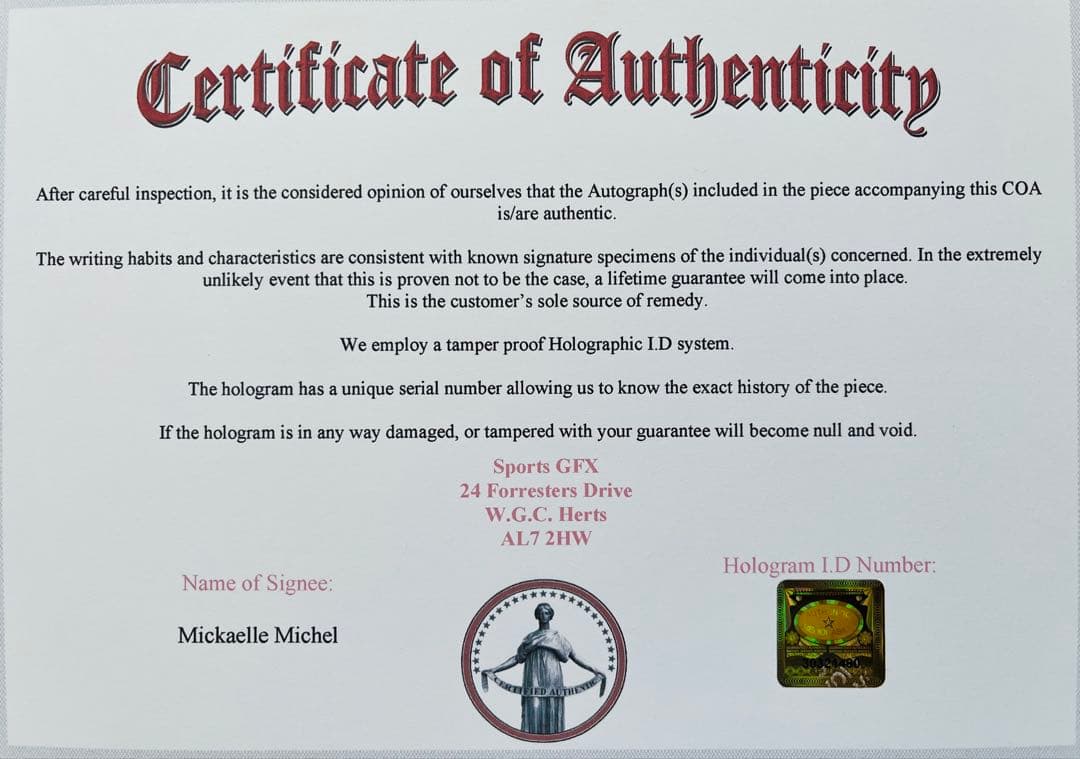 Certificate of Authenticity
After careful inspection, it is the considered opinion of ourselves that the Autograph(s) included in the piece accompanying this COA
is/are authentic.
The writing habits and characteristics are consistent with known signature specimens of the individual(s) concerned. In the extremely
unlikely event that this is proven not to be the case, a lifetime guarantee will come into place.
This is the customer's sole source of remedy.
We employ a tamper proof Holographic I.D system.
The hologram has a unique serial number allowing us to know the exact history of the piece.
If the hologram is in any way damaged, or tampered with your guarantee will become null and void.
Sports GFX
24 Forresters Drive
W.G.C. Herts
AL7 2HW
Name of Signee:
Mickaelle Michel
CERTIFIED AUTHENTIC
Hologram I.D Number: